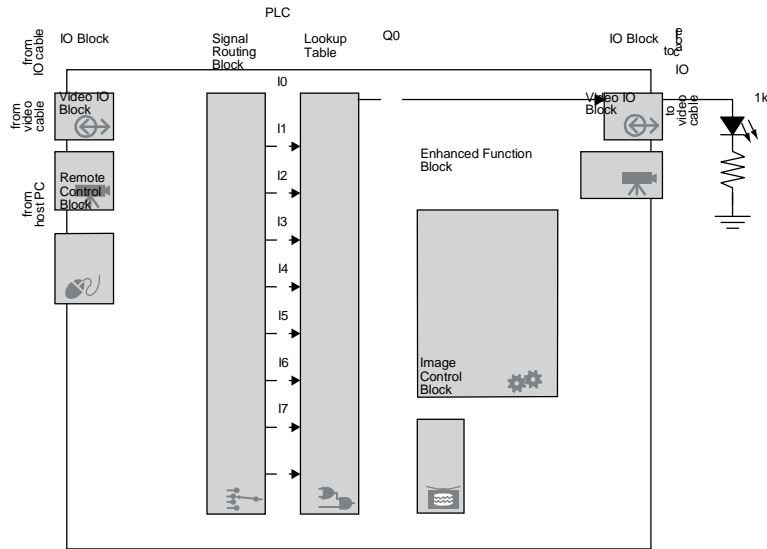 PLC
from
IO cable
IO Block
Signal
Routing
Block
Lookup
Table
Q0
IO Block
to
IO
I0
from
video
cable
Video IO
Block
Video IO
Block
to
video
cable
1k
I1
Enhanced Function
Block
from
host PC
Remote
Control
Block
I2
I3
I4
I5
I6
Image
Control
Block
I7